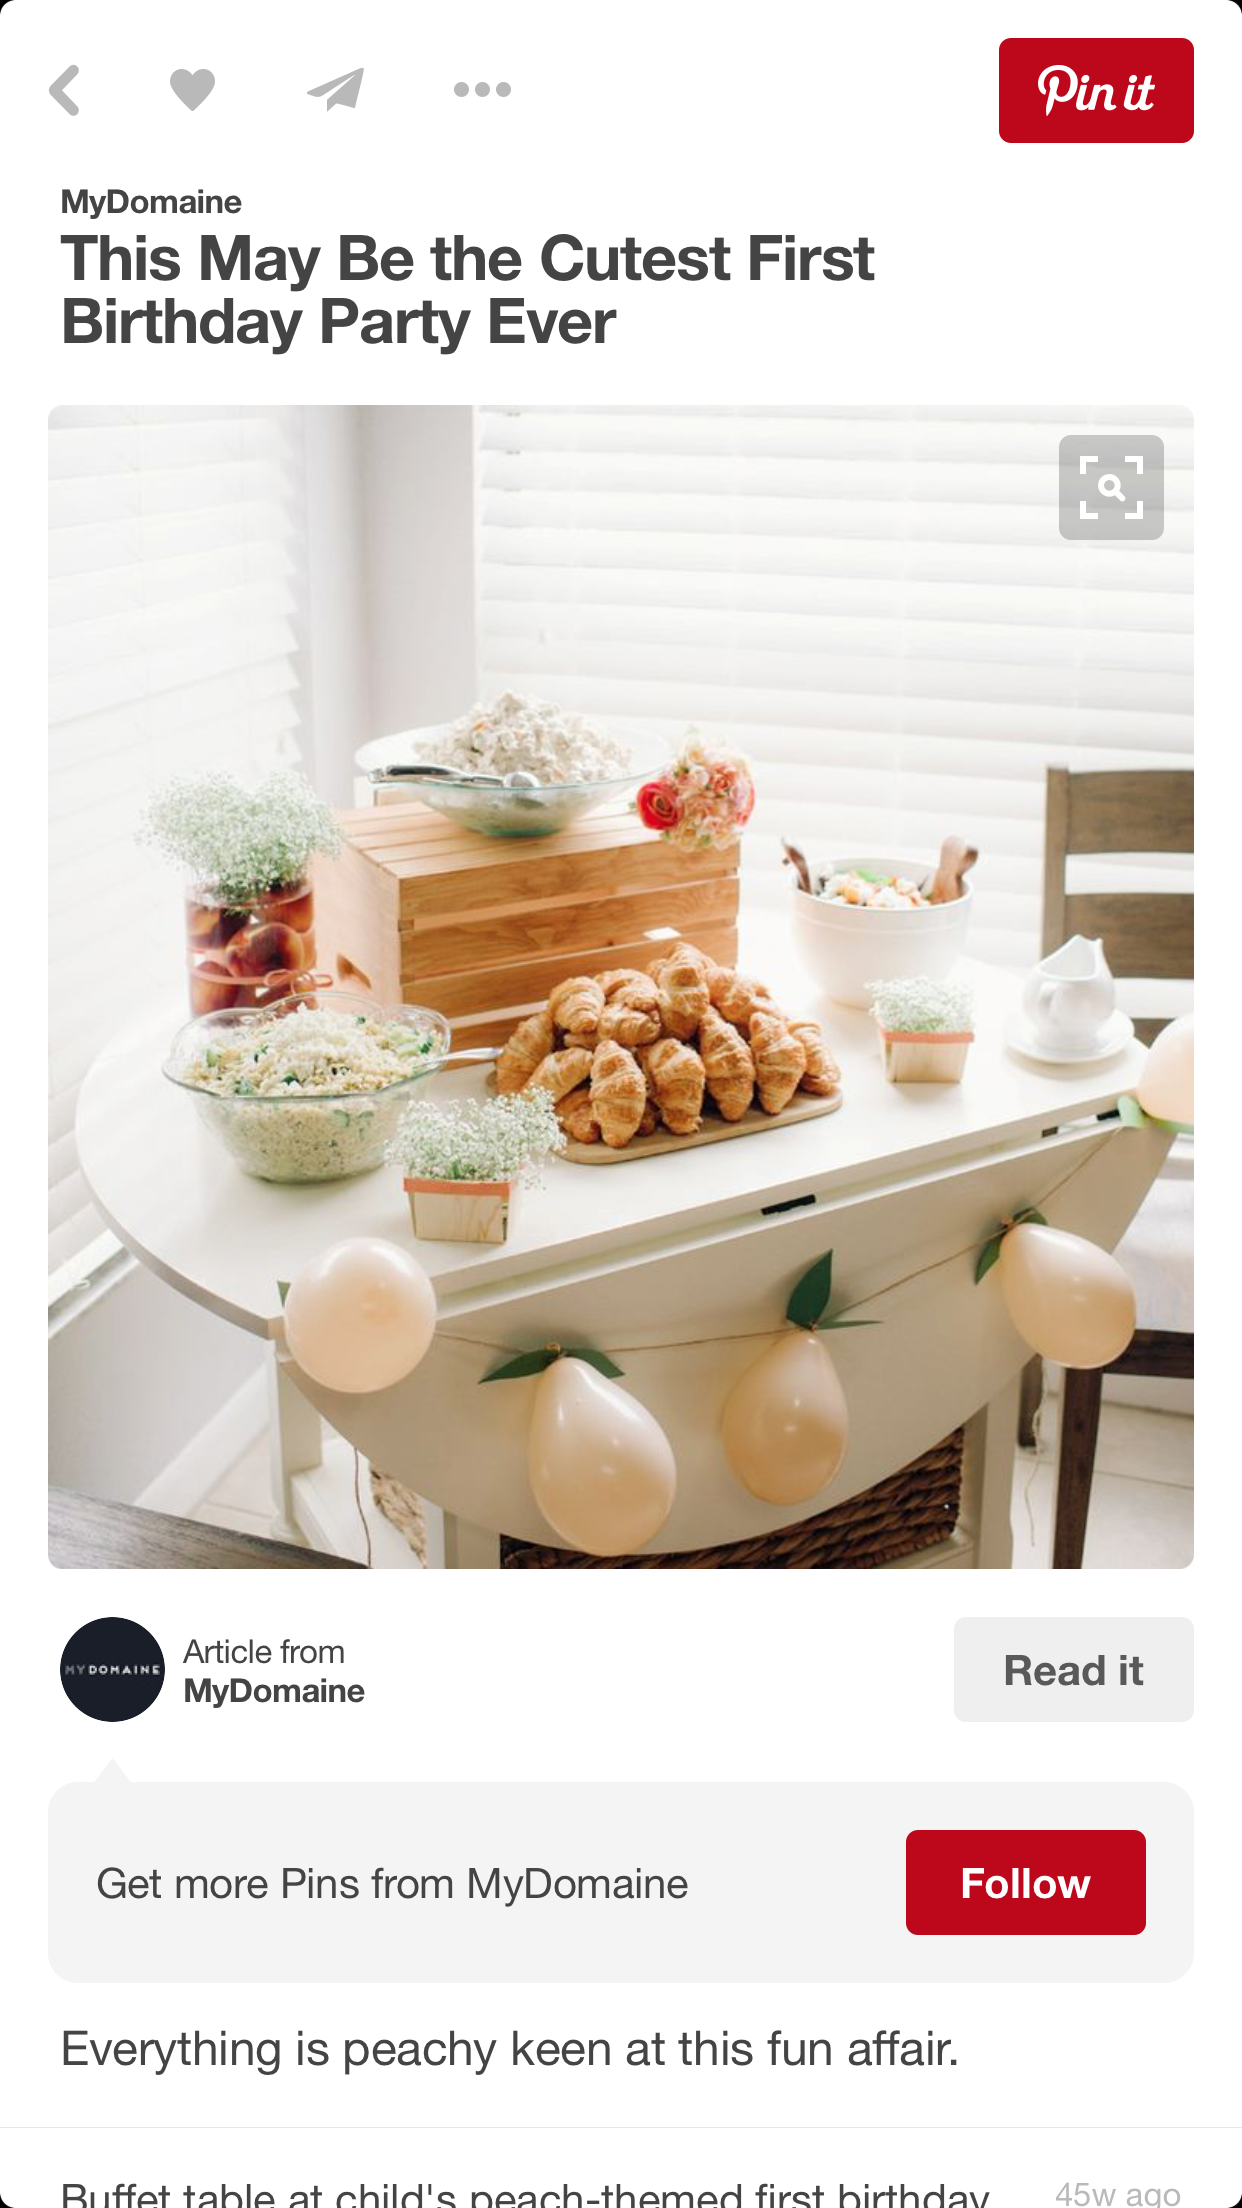 Pin it
MyDomaine
This May Be the Cutest First
Birthday Party Ever
MYDOMAINE
Article from
MyDomaine
Read it
Get more Pins from MyDomaine
Follow
Everything is peachy keen at this fun affair.
Buffet table at child's peach-themed first birthday
45w ago